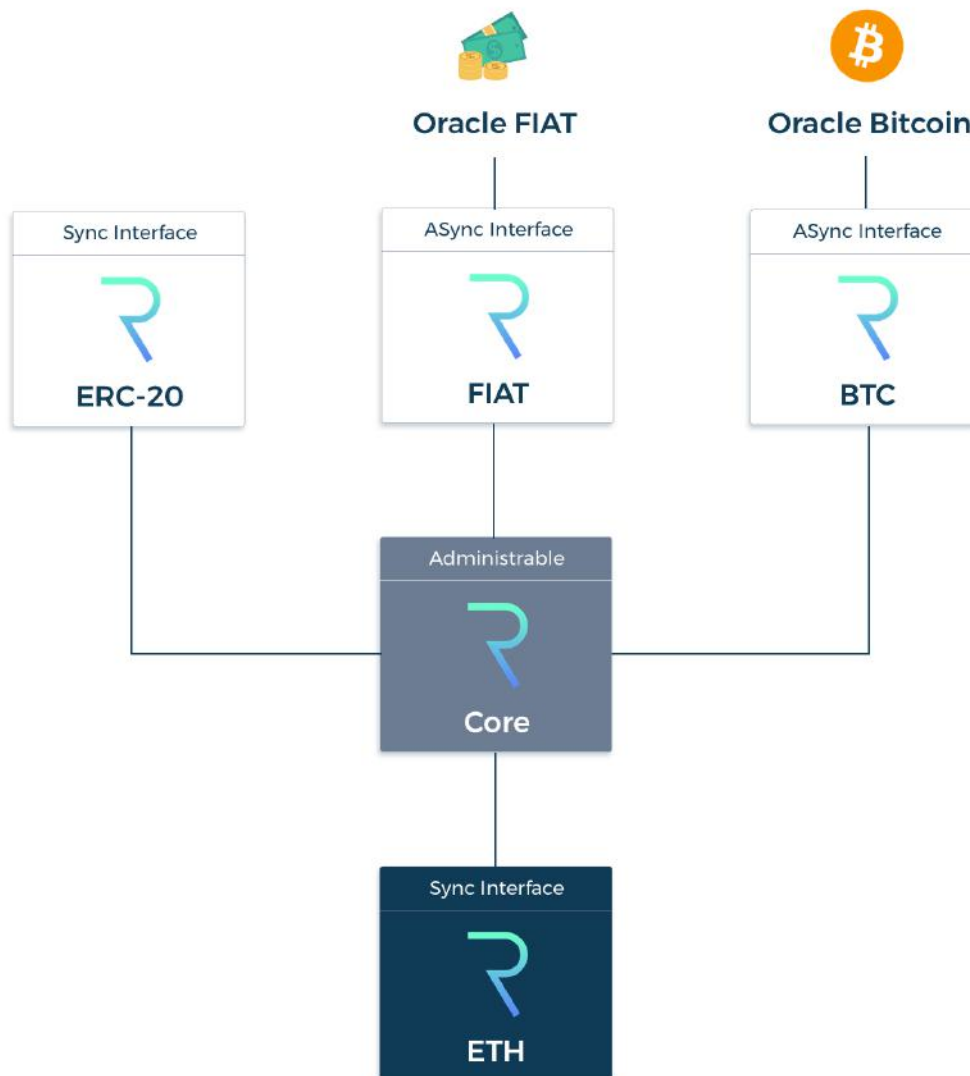 Oracle FIAT
Oracle Bitcoin
Sync Interface
ERC-20
ASync Interface
FIAT
ASync Interface
BTC
Administrable
Core
Sync Interface
ETH